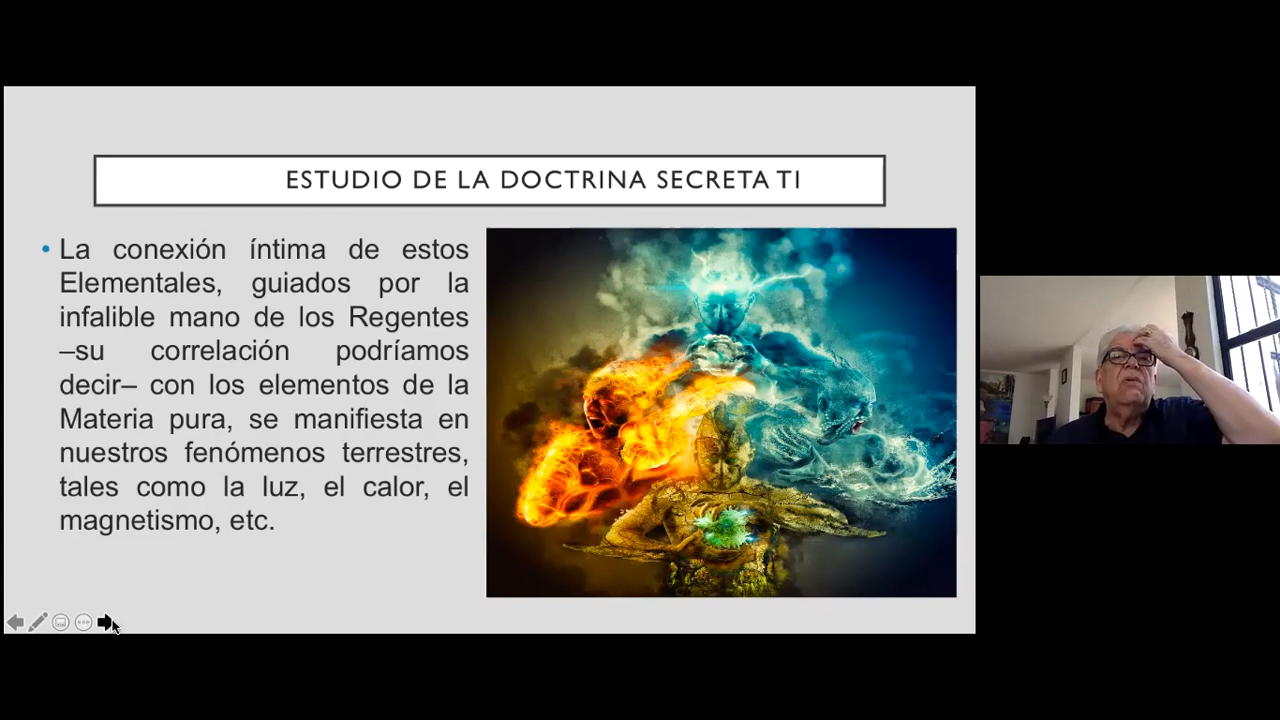 ESTUDIO DE LA DOCTRINA SECRETA TI
• La conexión íntima de estos
Elementales, guiados por la
infalible mano de los Regentes
–su correlación podríamos
decir– con los elementos de la
Materia pura, se manifiesta en
nuestros fenómenos terrestres,
tales como la luz, el calor, el
magnetismo, etc.